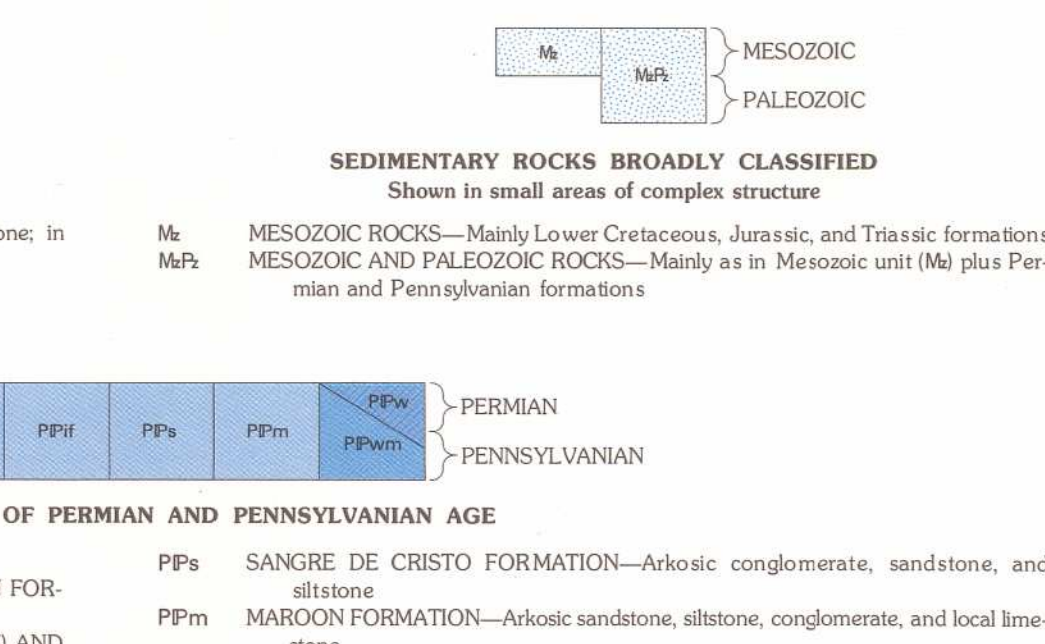 Mz
MzPz
MESOZOIC
PALEOZOIC
SEDIMENTARY ROCKS BROADLY CLASSIFIED
Shown in small areas of complex structure
one; in
Mz MESOZOIC ROCKS—Mainly Lower Cretaceous, Jurassic, and Triassic formations
MzPz MESOZOIC AND PALEOZOIC ROCKS—Mainly as in Mesozoic unit (Mz) plus Per-
mian and Pennsylvanian formations
PIPif PIPs PIPm PIPw
PIPwm
PERMIAN
PENNSYLVANIAN
OF PERMIAN AND PENNSYLVANIAN AGE
PIPs SANGRE DE CRISTO FORMATION—Arkosic conglomerate, sandstone, and
FOR- siltstone
PIPm MAROON FORMATION—Arkosic sandstone, siltstone, conglomerate, and local lime-
) AND stone